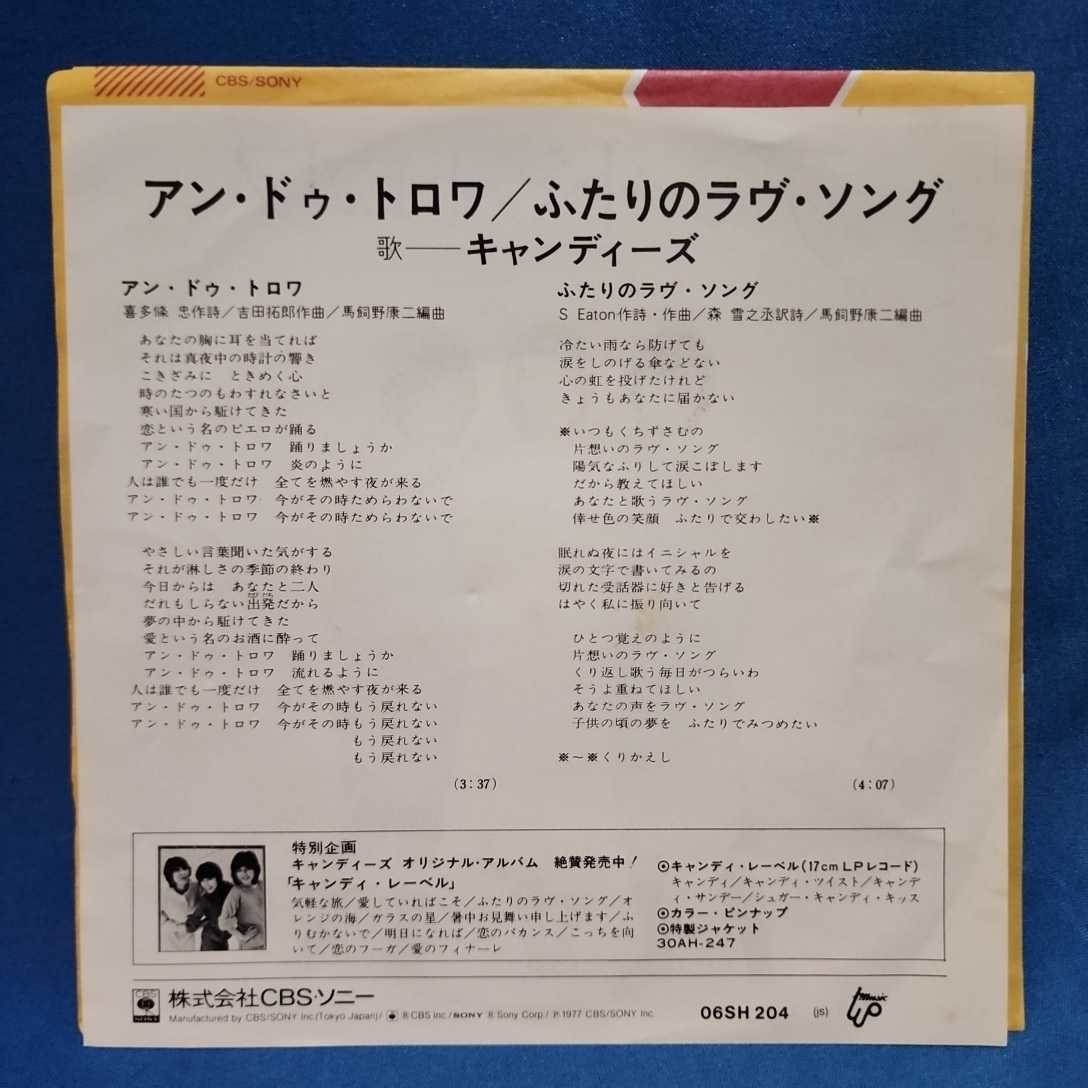 CBS/SONY
アン・ドゥ・トロワ／ふたりのラヴ・ソング
歌──キャンディーズ
アン・ドゥ・トロワ
喜多條 忠作詩／吉田拓郎作曲／馬飼野康二編曲
あなたの胸に耳を当てれば
それは真夜中の時計の響き
こきざみに ときめく心
時のたつのもわすれなさいと
寒い国から駈けてきた
恋という名のピエロが踊る
アン・ドゥ・トロワ 踊りましょうか
アン・ドゥ・トロワ 炎のように
人は誰でも一度だけ 全てを燃やす夜が来る
アン・ドゥ・トロワ 今がその時ためらわないで
アン・ドゥ・トロワ 今がその時ためらわないで
やさしい言葉聞いた気がする
それが淋しさの季節の終わり
今日からは あなたと二人
だれもしらない出発だから
夢の中から駈けてきた
愛という名のお酒に酔って
アン・ドゥ・トロワ 踊りましょうか
アン・ドゥ・トロワ 流れるように
人は誰でも一度だけ 全てを燃やす夜が来る
アン・ドゥ・トロワ 今がその時もう戻れない
アン・ドゥ・トロワ 今がその時もう戻れない
もう戻れない
もう戻れない
(3:37)
ふたりのラヴ・ソング
S Eaton作詩・作曲／森 雪之丞訳詩／馬飼野康二編曲
冷たい雨なら防げても
涙をしのげる傘などない
心の虹を投げたけれど
きょうもあなたに届かない
※いつもくちずさむの
片想いのラヴ・ソング
陽気なふりして涙こぼします
だから教えてほしい
あなたと歌うラヴ・ソング
倖せ色の笑顔 ふたりで交わしたい※
眠れぬ夜にはイニシャルを
涙の文字で書いてみるの
切れた受話器に好きと告げる
はやく私に振り向いて
ひとつ覚えのように
片想いのラヴ・ソング
くり返し歌う毎日がつらいわ
そうよ重ねてほしい
あなたの声をラヴ・ソング
子供の頃の夢を ふたりでみつめたい
※〜※くりかえし
(4:07)
特別企画
キャンディーズ オリジナル・アルバム 絶賛発売中！
「キャンディ・レーベル」
気軽な旅／愛していればこそ／ふたりのラヴ・ソング／オ
レンジの海／ガラスの星／暑中お見舞い申し上げます／ふ
りむかないで／明日になれば／恋のバカンス／こっちを向
いて／恋のフーガ／愛のフィナーレ
◉キャンディ・レーベル(17cm LPレコード)
キャンディ／キャンディ・ツイスト／キャンデ
ィ・サンデー／シュガー・キャンディ・キッス
◉カラー・ピンナップ
◉特製ジャケット
30AH-247
CBS SONY 株式会社CBS・ソニー
Manufactured by CBS/SONY Inc./Tokyo Japan)/ ® CBS Inc./SONY ® Sony Corp./ ℗ 1977 CBS/SONY Inc.
06SH 204 (js) music up